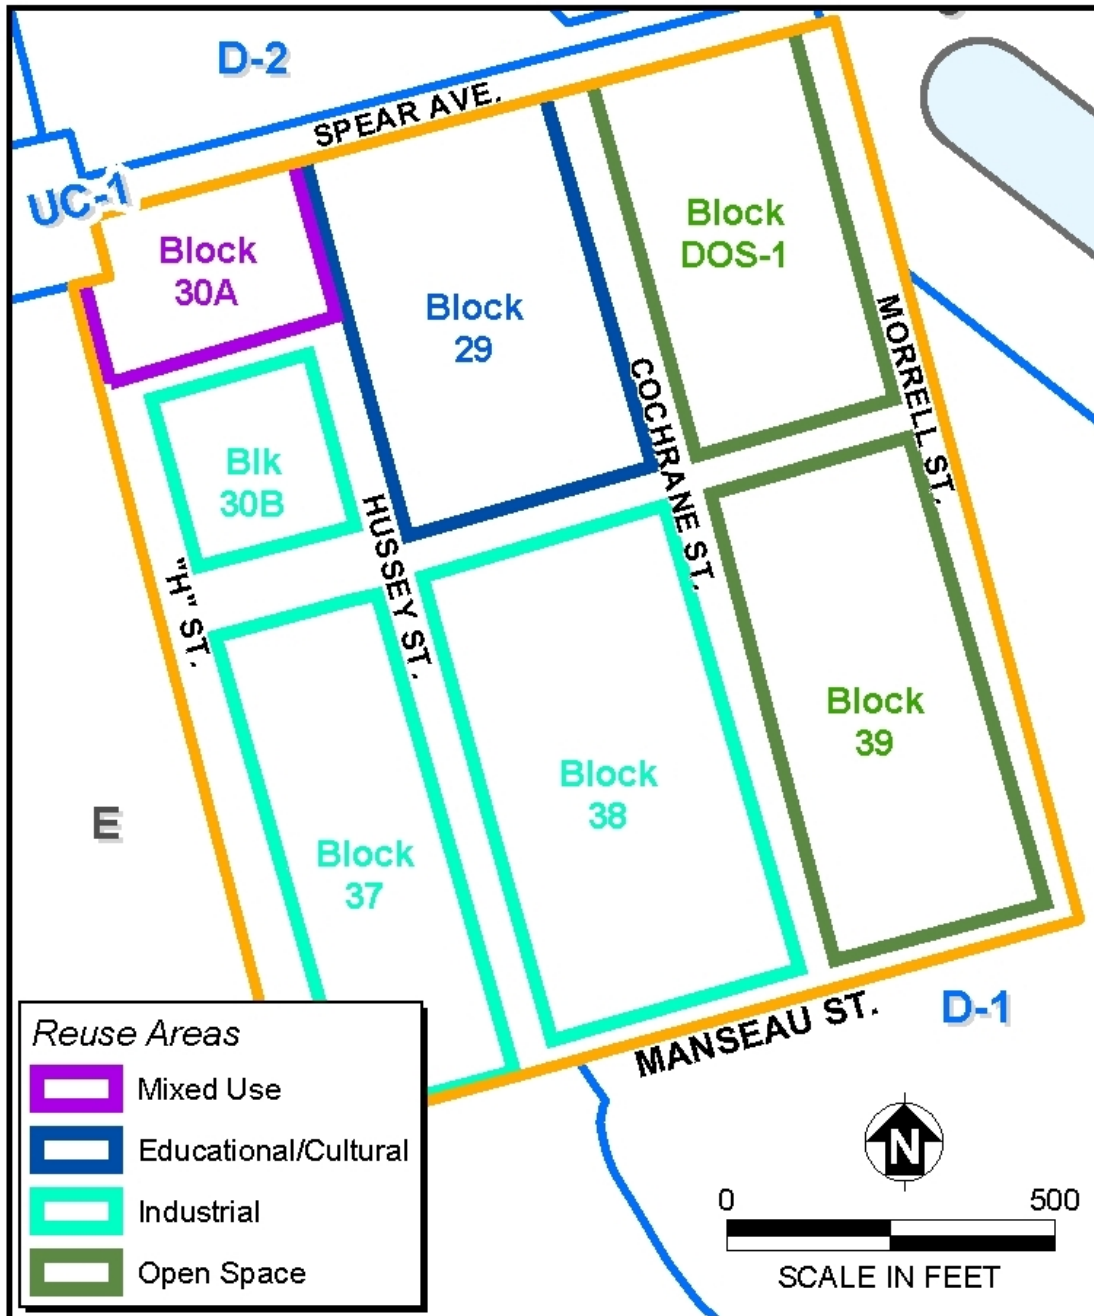 D-2
SPEAR AVE.
UC-1
Block
30A
Block
29
Block
DOS-1
MORRELL ST.
COCHRANE ST.
Blk
30B
HUSSEY ST.
"H" ST.
Block
39
Block
38
Block
37
E
MANSEAU ST.
D-1
Reuse Areas
Mixed Use
Educational/Cultural
Industrial
Open Space
N
0 500
SCALE IN FEET